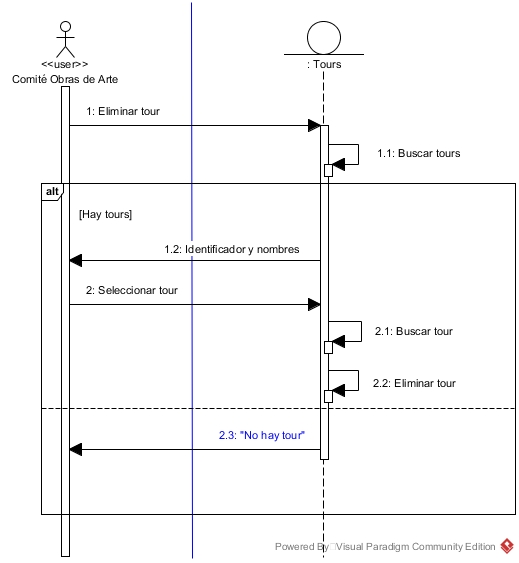 <<user>>
Comité Obras de Arte
: Tours
1: Eliminar tour
1.1: Buscar tours
alt
[Hay tours]
1.2: Identificador y nombres
2: Seleccionar tour
2.1: Buscar tour
2.2: Eliminar tour
2.3: "No hay tour"
Powered By Visual Paradigm Community Edition